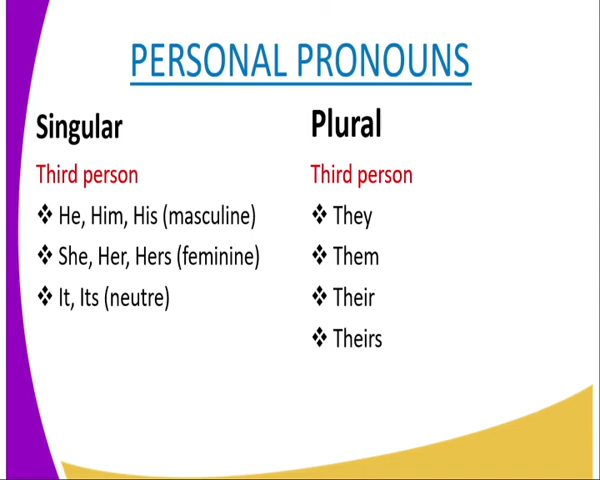 PERSONAL PRONOUNS
Singular
Third person
❖ He, Him, His (masculine)
❖ She, Her, Hers (feminine)
❖ It, Its (neutre)
Plural
Third person
❖ They
❖ Them
❖ Their
❖ Theirs